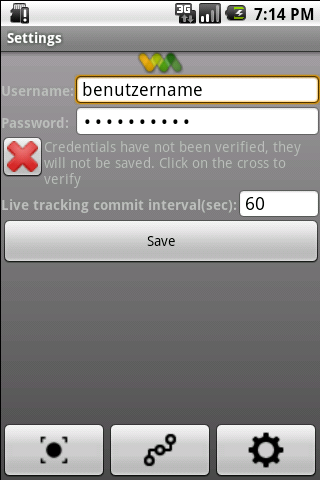 3G 7:14 PM
Settings
Username: benutzername
Password: ••••••••••
Credentials have not been verified, they
will not be saved. Click on the cross to
verify
Live tracking commit interval(sec): 60
Save